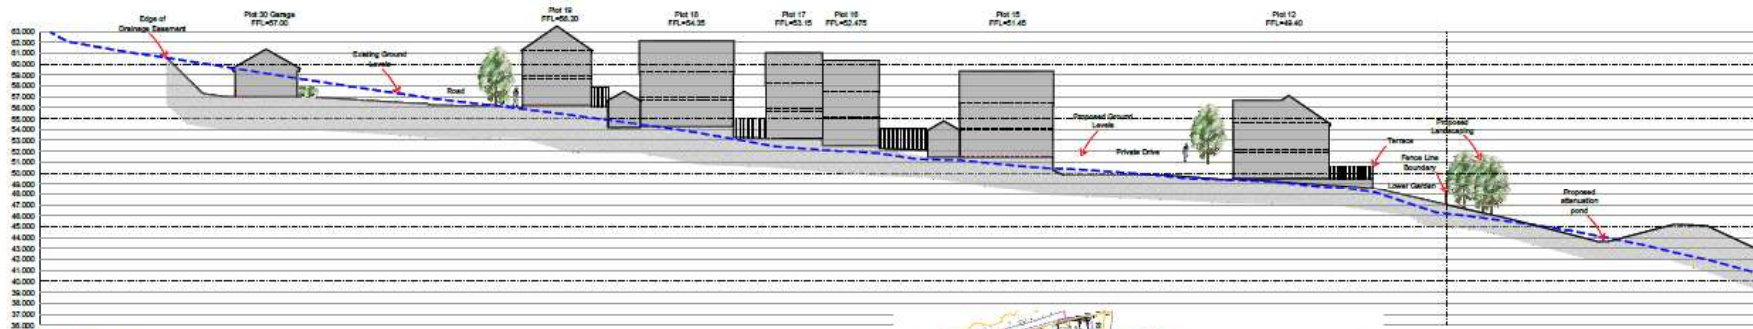 Edge of
Drainage Easement
Plot 30 Garage
FFL=57.00
Existing Ground
Levels
Road
Plot 19
FFL=56.20
Plot 18
FFL=54.35
Plot 17
FFL=53.15
Plot 16
FFL=52.475
Plot 15
FFL=51.45
Proposed Ground
Levels
Private Drive
Plot 12
FFL=49.40
Terrace
Fence Line
Boundary
Lower Garden
Proposed
Landscaping
Proposed
attenuation
pond
63.000
62.000
61.000
60.000
59.000
58.000
57.000
56.000
55.000
54.000
53.000
52.000
51.000
50.000
49.000
48.000
47.000
46.000
45.000
44.000
43.000
42.000
41.000
40.000
39.000
38.000
37.000
36.000